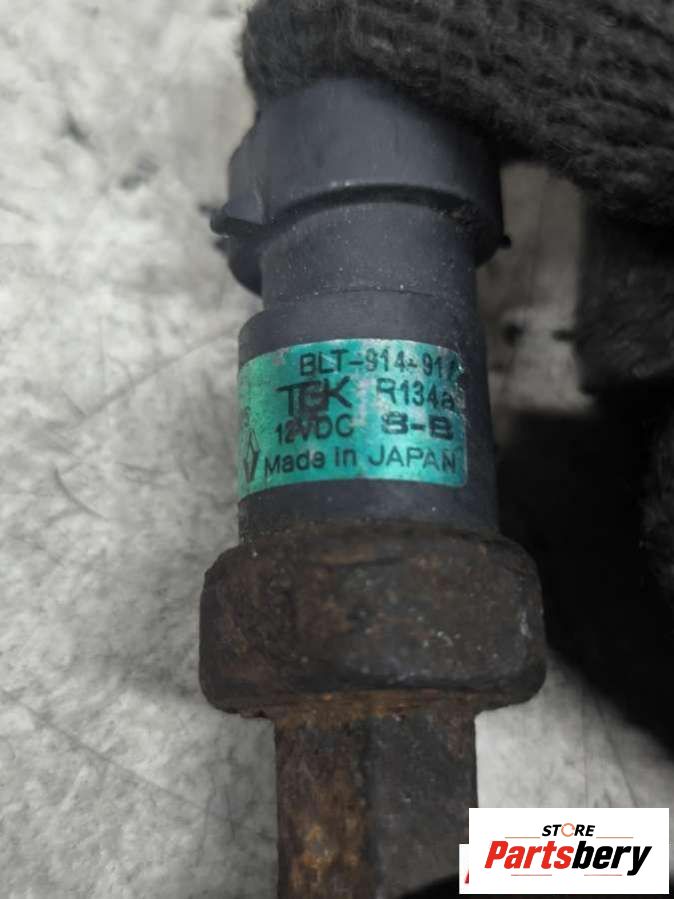 BLT-914-91
TGK R134a
12VDC 8-B
Made in JAPAN
STORE
Partsbery